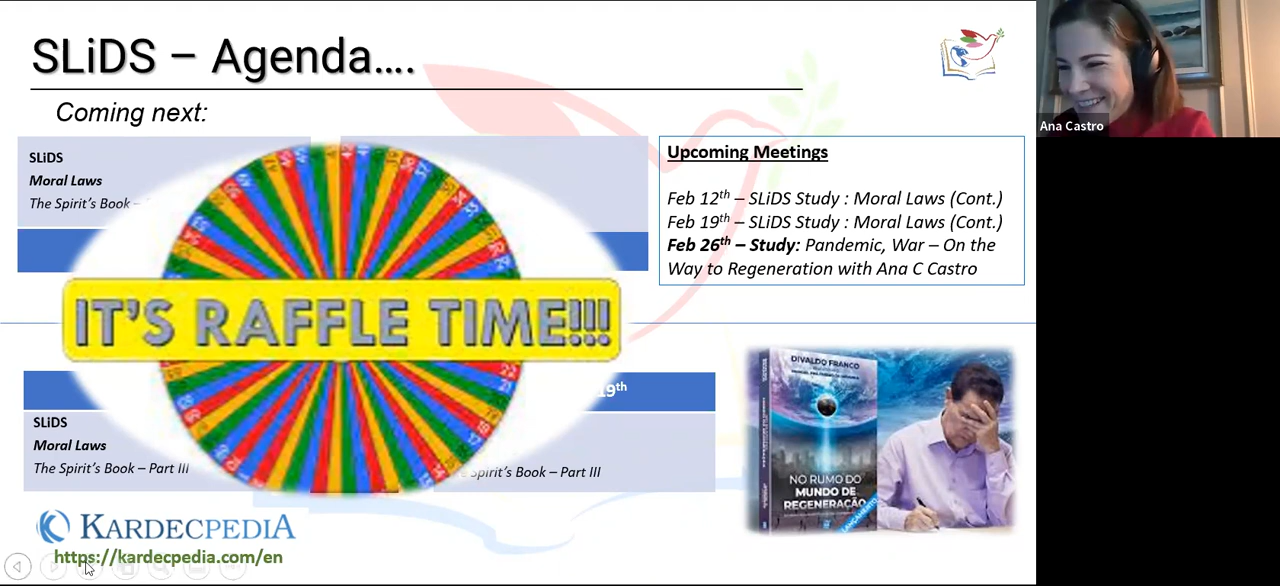 SLiDS – Agenda....
Coming next:
SLiDS
Moral Laws
The Spirit's Book –
Upcoming Meetings
Feb 12th – SLiDS Study : Moral Laws (Cont.)
Feb 19th – SLiDS Study : Moral Laws (Cont.)
Feb 26th – Study: Pandemic, War – On the
Way to Regeneration with Ana C Castro
IT'S RAFFLE TIME!!!
19th
SLiDS
Moral Laws
The Spirit's Book – Part III
Spirit's Book – Part III
KARDECPEDIA
https://kardecpedia.com/en
DIVALDO FRANCO
NO RUMO DO
MUNDO DE
REGENERAÇÃO
LANÇAMENTO
Ana Castro